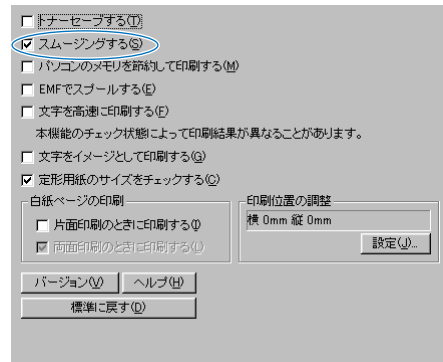 トナーセーブする(T)
スムージングする(S)
パソコンのメモリを節約して印刷する(M)
EMFでスプールする(E)
文字を高速に印刷する(F)
本機能のチェック状態によって印刷結果が異なることがあります。
文字をイメージとして印刷する(G)
定形用紙のサイズをチェックする(C)
白紙ページの印刷
片面印刷のときに印刷する(I)
両面印刷のときに印刷する(L)
印刷位置の調整
横 0mm 縦 0mm
設定(J)...
バージョン(V)
ヘルプ(H)
標準に戻す(D)